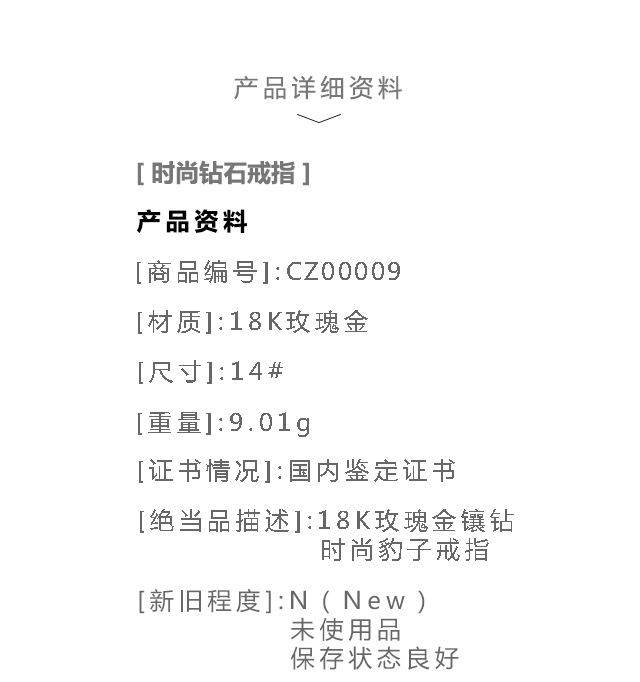 产品详细资料
[ 时尚钻石戒指 ]
产品资料
[商品编号]:CZ00009
[材质]:18K玫瑰金
[尺寸]:14#
[重量]:9.01g
[证书情况]:国内鉴定证书
[绝当品描述]:18K玫瑰金镶钻
时尚豹子戒指
[新旧程度]:N（New）
未使用品
保存状态良好